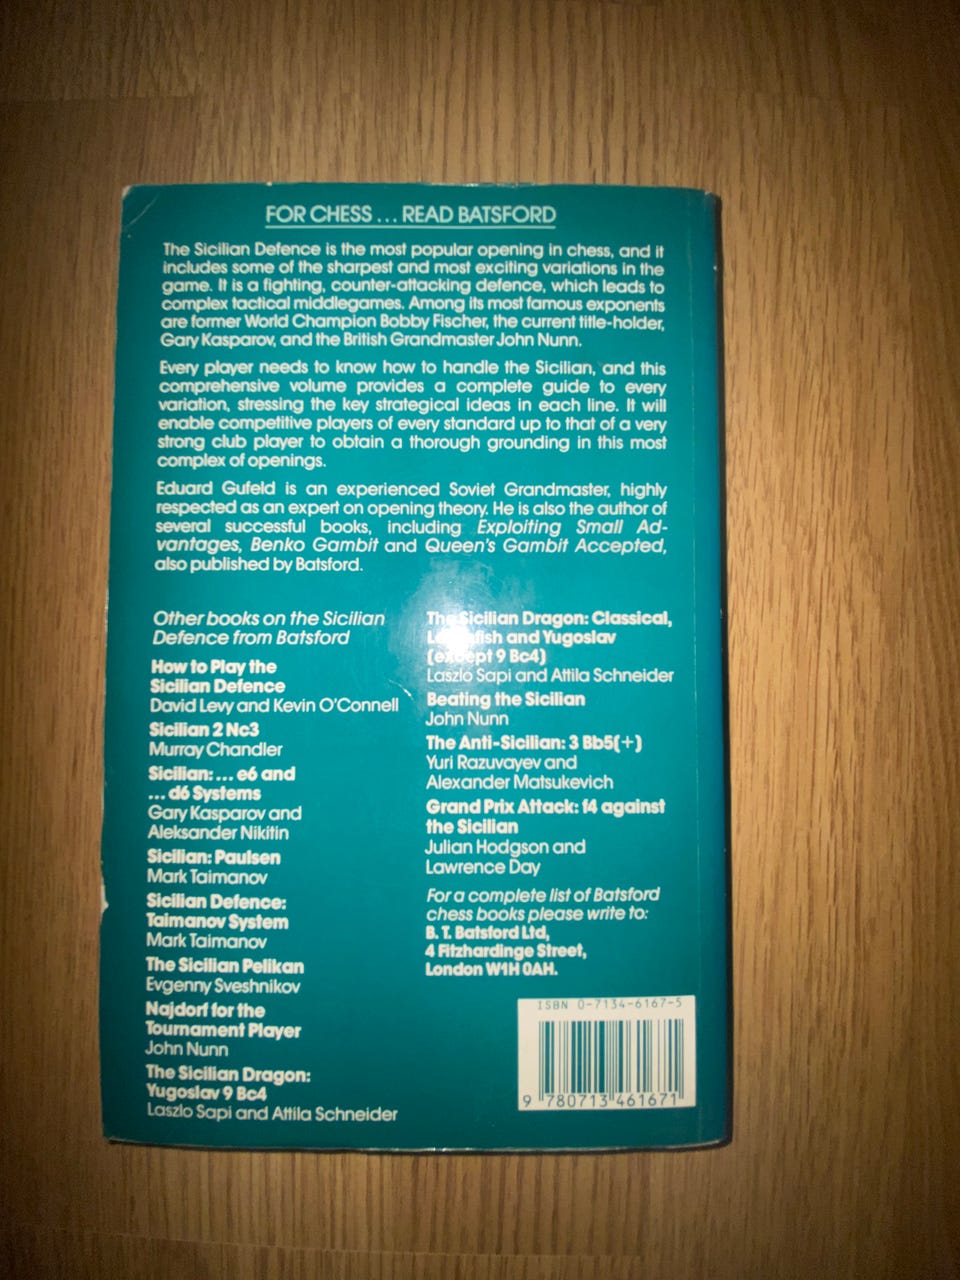 FOR CHESS ... READ BATSFORD
The Sicilian Defence is the most popular opening in chess, and it
includes some of the sharpest and most exciting variations in the
game. It is a fighting, counter-attacking defence, which leads to
complex tactical middlegames. Among its most famous exponents
are former World Champion Bobby Fischer, the current title-holder,
Gary Kasparov, and the British Grandmaster John Nunn.
Every player needs to know how to handle the Sicilian, and this
comprehensive volume provides a complete guide to every
variation, stressing the key strategical ideas in each line. It will
enable competitive players of every standard up to that of a very
strong club player to obtain a thorough grounding in this most
complex of openings.
Eduard Gufeld is an experienced Soviet Grandmaster, highly
respected as an expert on opening theory. He is also the author of
several successful books, including Exploiting Small Ad-
vantages, Benko Gambit and Queen's Gambit Accepted,
also published by Batsford.
Other books on the Sicilian
Defence from Batsford
How to Play the
Sicilian Defence
David Levy and Kevin O'Connell
Sicilian 2 Nc3
Murray Chandler
Sicilian: ... e6 and
... d6 Systems
Gary Kasparov and
Aleksander Nikitin
Sicilian: Paulsen
Mark Taimanov
Sicilian Defence:
Taimanov System
Mark Taimanov
The Sicilian Pelikan
Evgenny Sveshnikov
Najdorf for the
Tournament Player
John Nunn
The Sicilian Dragon:
Yugoslav 9 Bc4
Laszlo Sapi and Attila Schneider
The Sicilian Dragon: Classical,
and Yugoslav
(except 9 Bc4)
Laszlo Sapi and Attila Schneider
Beating the Sicilian
John Nunn
The Anti-Sicilian: 3 Bb5(+)
Yuri Razuvayev and
Alexander Matsukevich
Grand Prix Attack: f4 against
the Sicilian
Julian Hodgson and
Lawrence Day
For a complete list of Batsford
chess books please write to:
B. T. Batsford Ltd,
4 Fitzhardinge Street,
London W1H 0AH.
ISBN 0-7134-6167-5
9 780713 461671